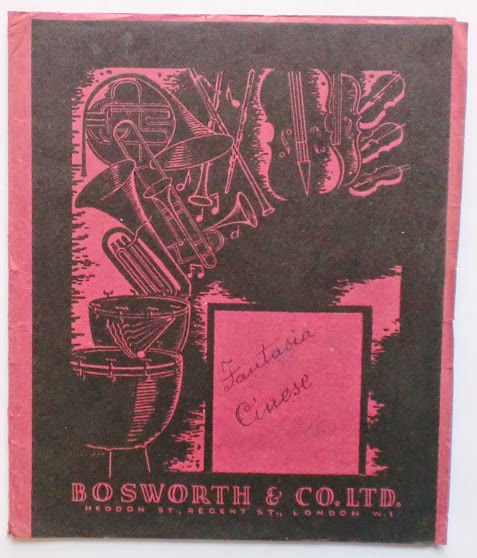 Fantasia
Cinese
BOSWORTH & CO. LTD.
HEDDON ST., REGENT ST., LONDON W.1